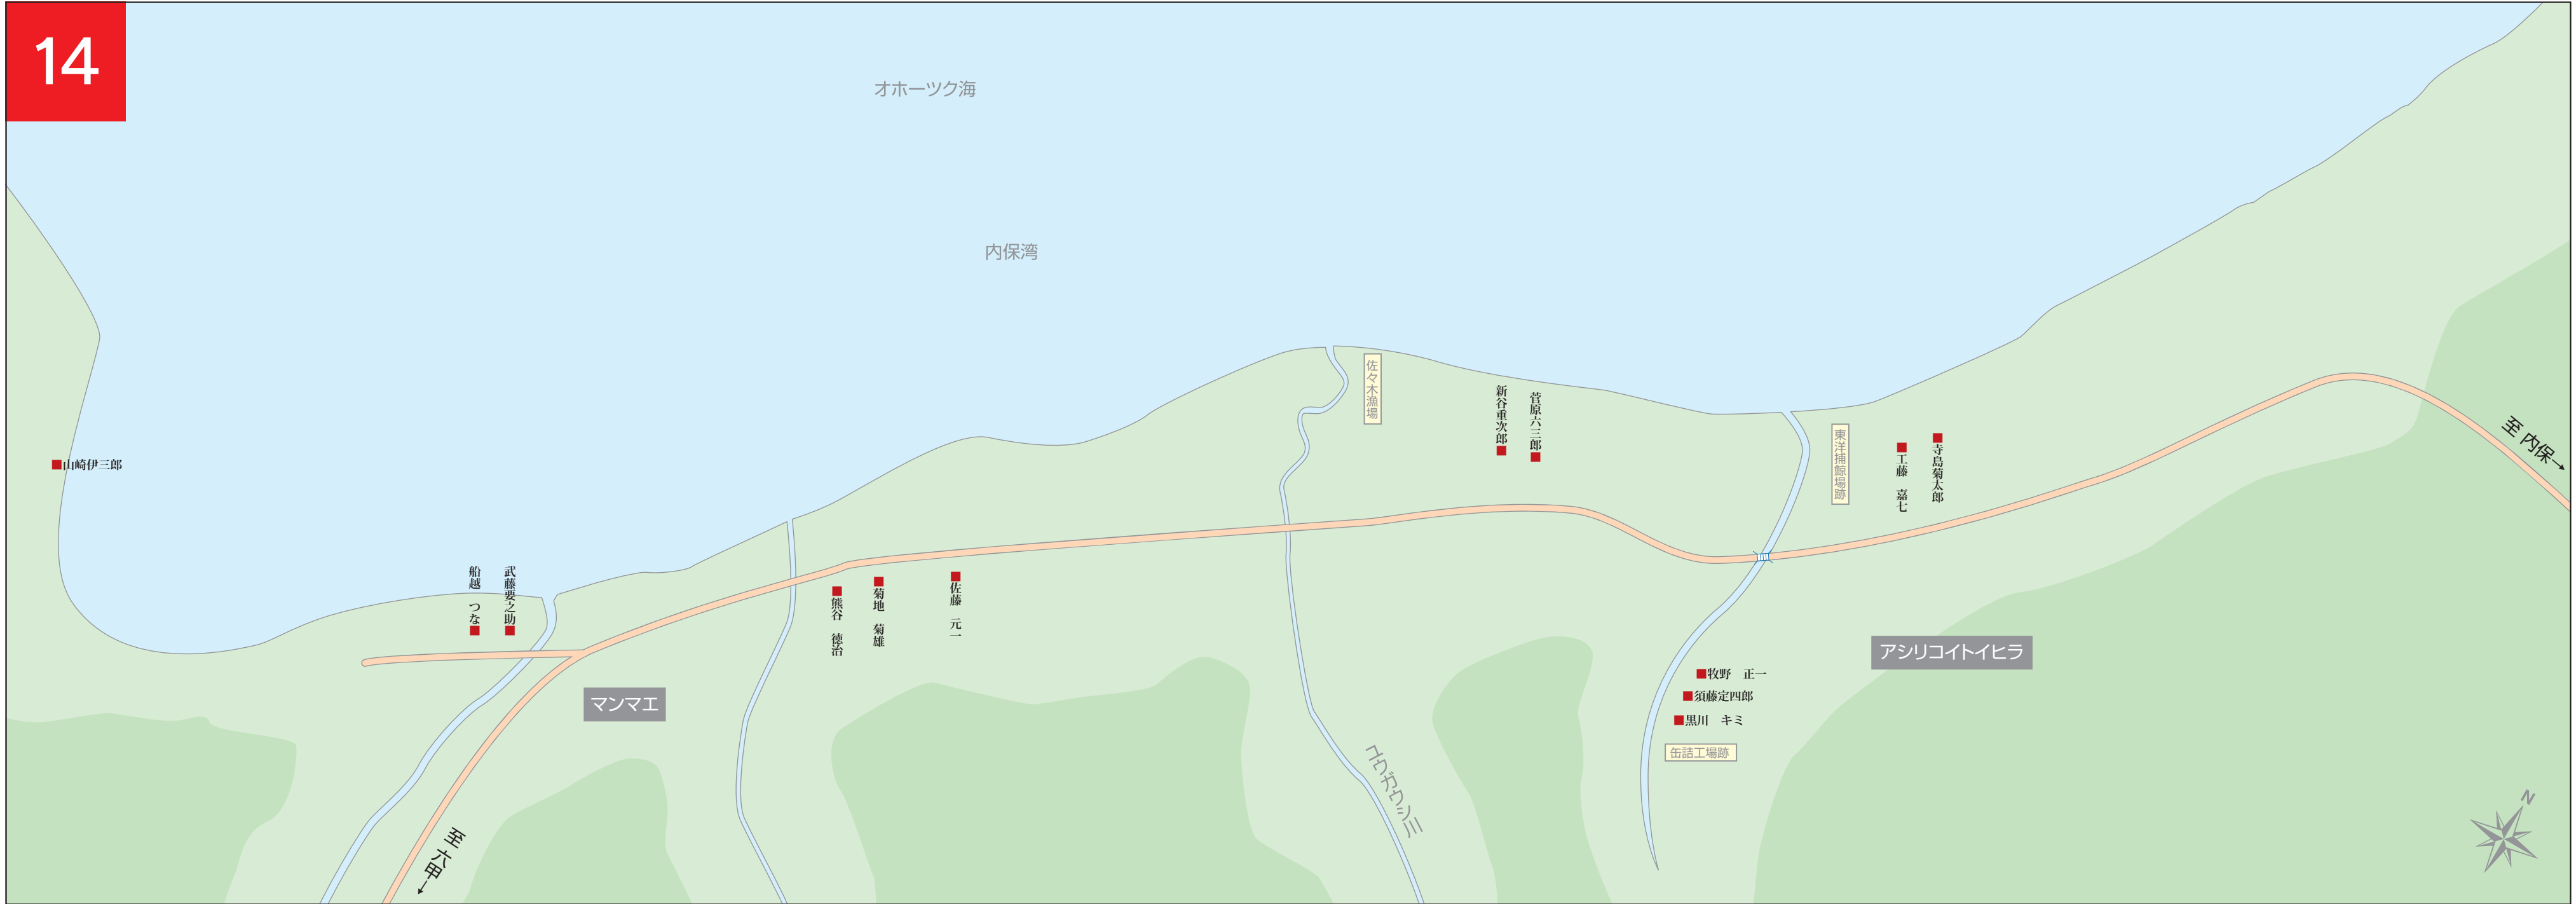 14
オホーツク海
内保湾
山崎伊三郎
船越　つな
武藤要之助
マンマエ
至 六甲→
熊谷　徳治
菊地　菊雄
佐藤　元一
佐々木漁場
コウガウシ川
新谷重次郎
菅原六三郎
東洋捕鯨場跡
工藤　嘉七
寺島菊太郎
至 内保→
アシリコイトイヒラ
牧野　正一
須藤定四郎
黒川　キミ
缶詰工場跡
N